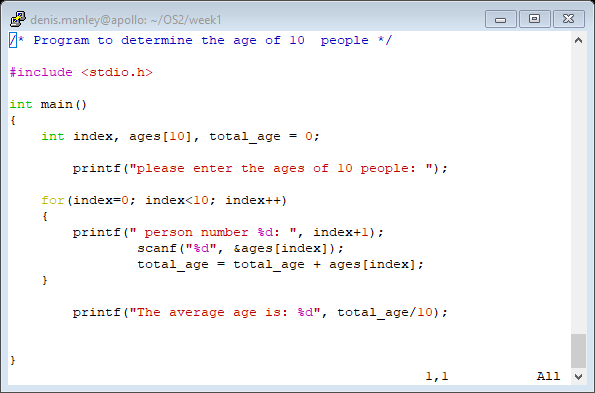 denis.manley@apollo: ~/OS2/week1
/* Program to determine the age of 10  people */
#include <stdio.h>
int main()
{
    int index, ages[10], total_age = 0;
        printf("please enter the ages of 10 people: ");
    for(index=0; index<10; index++)
    {
        printf(" person number %d: ", index+1);
                scanf("%d", &ages[index]);
                total_age = total_age + ages[index];
    }
        printf("The average age is: %d", total_age/10);
}
1,1 All